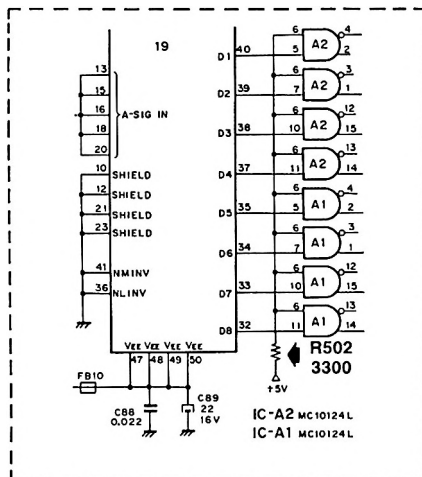 19
13
15
16
18
20
A-SIG IN
10 SHIELD
12 SHIELD
21 SHIELD
23 SHIELD
41 NMINV
36 NLINV
D1 40
D2 39
D3 38
D4 37
D5 35
D6 34
D7 33
D8 32
6 5 A2 4 2
6 7 A2 3 1
6 10 A2 12 15
6 11 A2 13 14
6 5 A1 4 2
6 7 A1 3 1
6 10 A1 12 15
6 11 A1 13 14
VEE VEE VEE VEE
47 48 49 50
FB10
C88
0.022
C89
22
16V
R502
3300
+5V
IC-A2 MC10124L
IC-A1 MC10124L